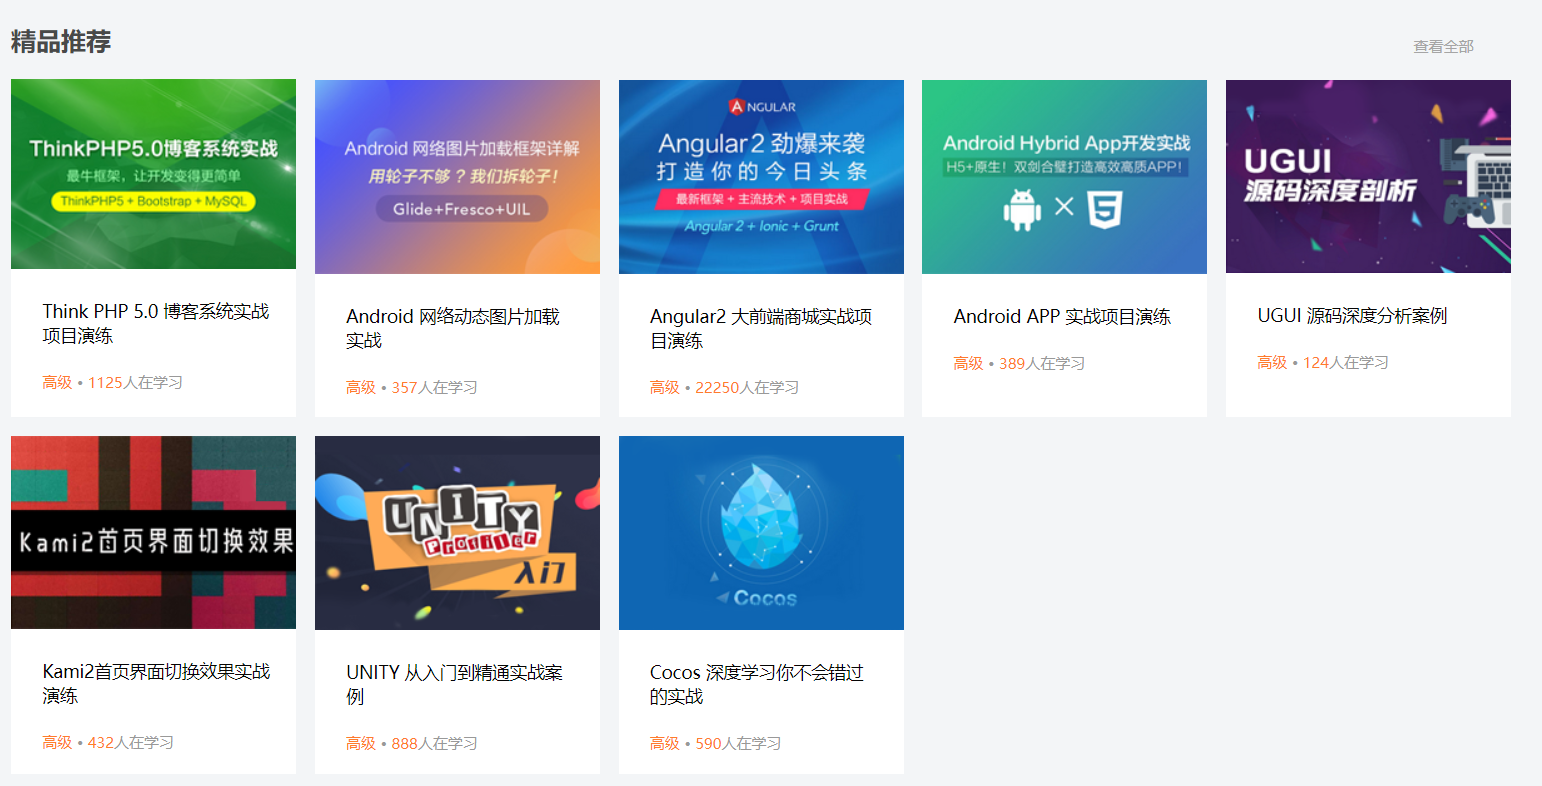 精品推荐
查看全部
ThinkPHP5.0博客系统实战
最牛框架，让开发变得更简单
ThinkPHP5 + Bootstrap + MySQL
Think PHP 5.0 博客系统实战
项目演练
高级 • 1125人在学习
Android 网络图片加载框架详解
用轮子不够？我们拆轮子！
Glide+Fresco+UIL
Android 网络动态图片加载
实战
高级 • 357人在学习
ANGULAR
Angular2 劲爆来袭
打造你的今日头条
最新框架 + 主流技术 + 项目实战
Angular 2 + Ionic + Grunt
Angular2 大前端商城实战项
目演练
高级 • 22250人在学习
Android Hybrid App开发实战
H5+原生！双剑合璧打造高效高质APP！
Android APP 实战项目演练
高级 • 389人在学习
UGUI
源码深度剖析
UGUI 源码深度分析案例
高级 • 124人在学习
Kami2首页界面切换效果
Kami2首页界面切换效果实战
演练
高级 • 432人在学习
UNITY
Profiler
入门
UNITY 从入门到精通实战案
例
高级 • 888人在学习
Cocos
Cocos 深度学习你不会错过
的实战
高级 • 590人在学习